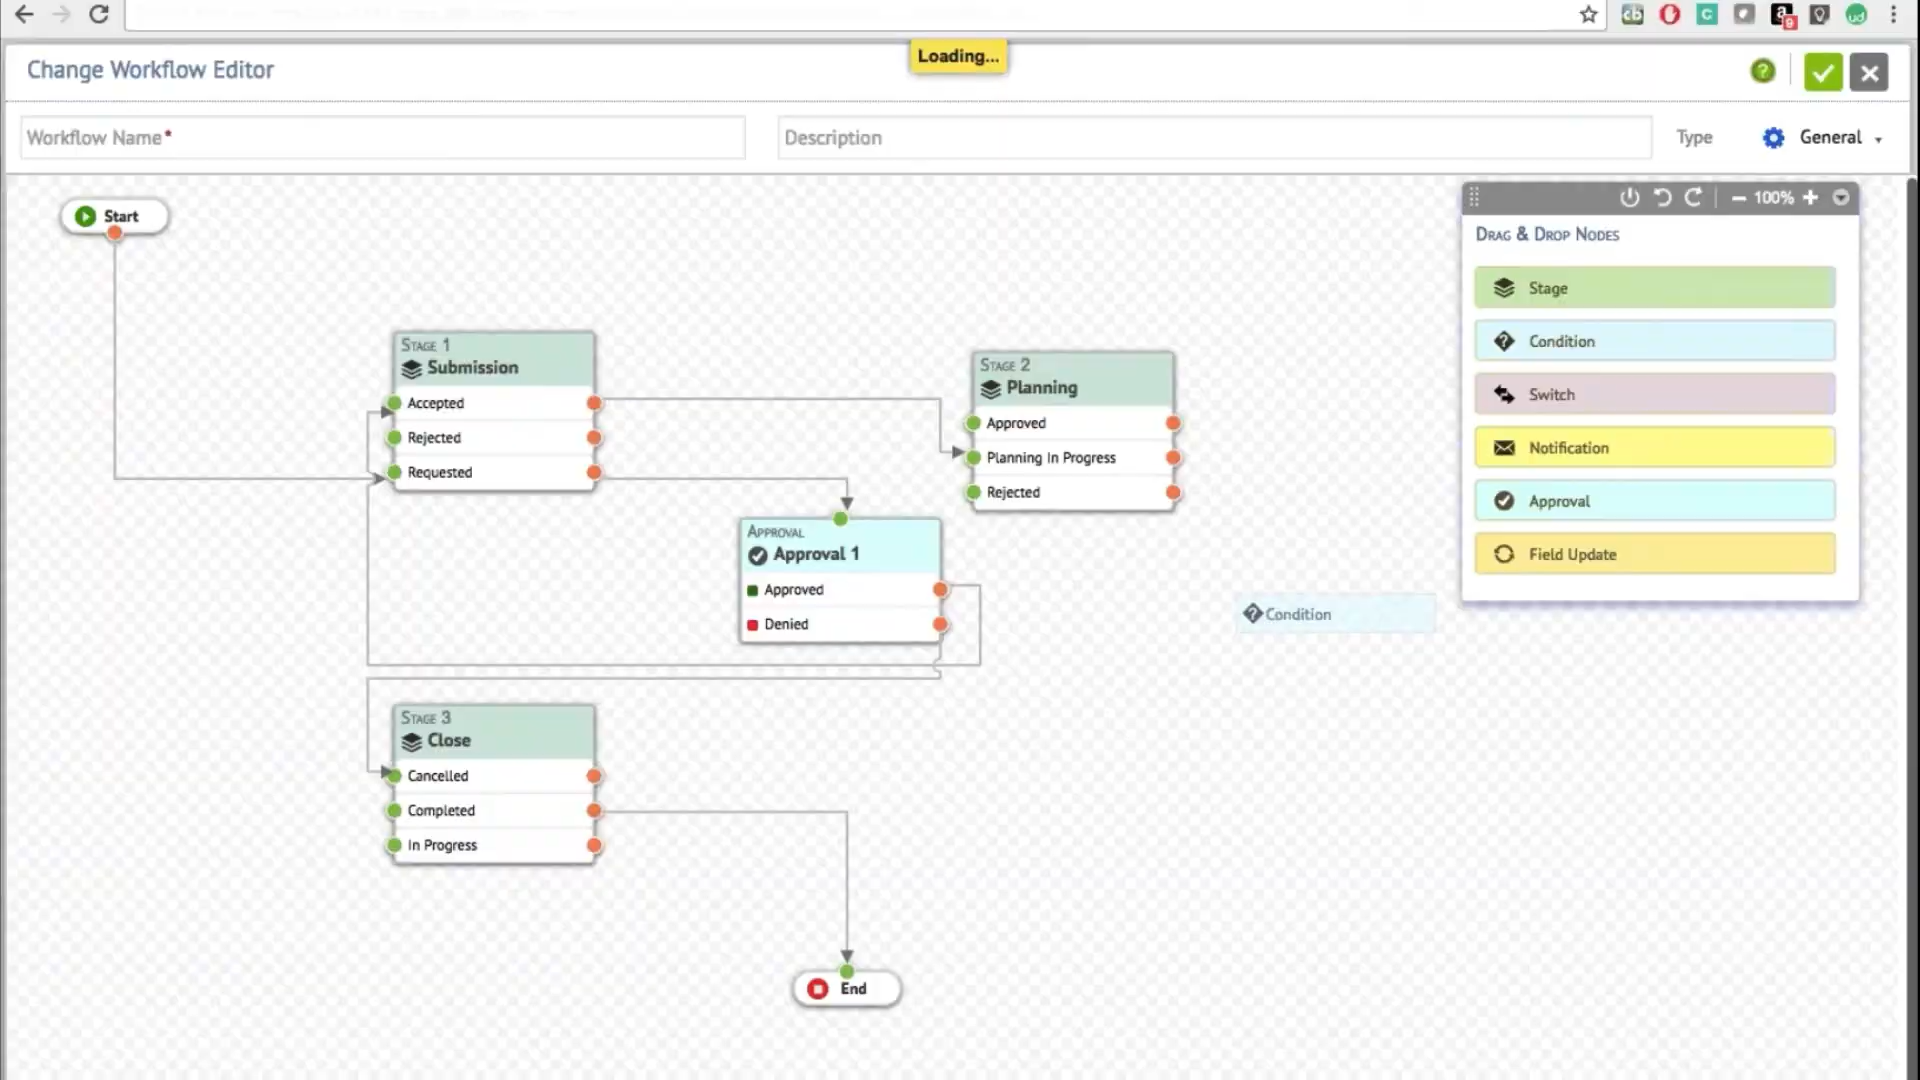 Loading...
Change Workflow Editor
Workflow Name*
Description
Type
General
Start
100%
Drag & Drop Nodes
Stage
Condition
Switch
Notification
Approval
Field Update
Stage 1
Submission
Accepted
Rejected
Requested
Stage 2
Planning
Approved
Planning In Progress
Rejected
Approval
Approval 1
Approved
Denied
Condition
Stage 3
Close
Cancelled
Completed
In Progress
End